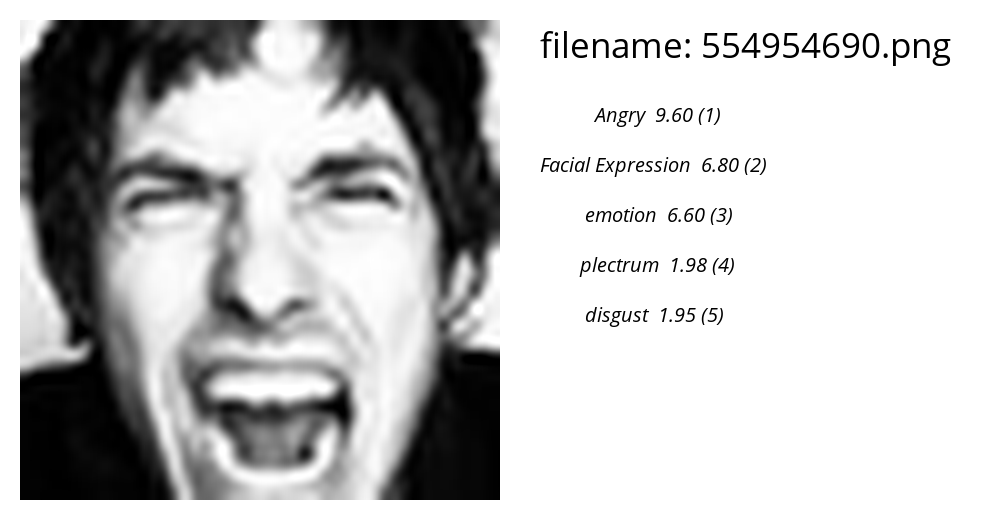 filename: 554954690.png
Angry 9.60 (1)
Facial Expression 6.80 (2)
emotion 6.60 (3)
plectrum 1.98 (4)
disgust 1.95 (5)